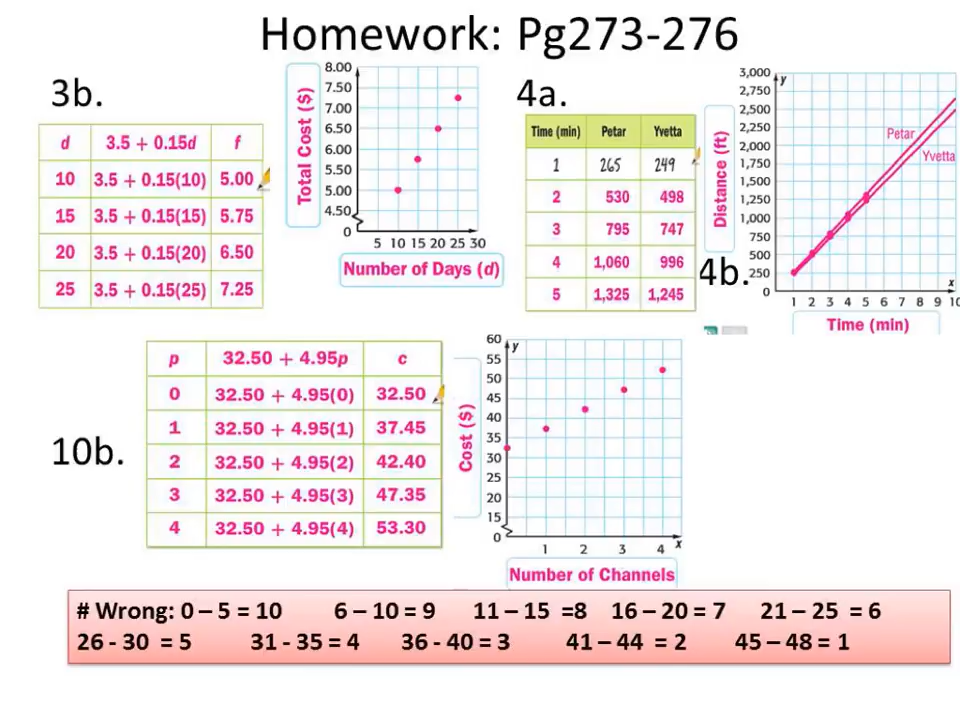 Homework: Pg273-276
3b.
d 3.5 + 0.15d f
10 3.5 + 0.15(10) 5.00
15 3.5 + 0.15(15) 5.75
20 3.5 + 0.15(20) 6.50
25 3.5 + 0.15(25) 7.25
Total Cost ($)
8.00
7.50
7.00
6.50
6.00
5.50
5.00
4.50
0
5 10 15 20 25 30
Number of Days (d)
4a.
Time (min) Petar Yvetta
1 265 249
2 530 498
3 795 747
4 1,060 996
5 1,325 1,245
4b.
Distance (ft)
3,000 y
2,750
2,500
2,250
2,000
1,750
1,500
1,250
1,000
750
500
250
0
Petar
Yvetta
x
1 2 3 4 5 6 7 8 9 10
Time (min)
10b.
p 32.50 + 4.95p c
0 32.50 + 4.95(0) 32.50
1 32.50 + 4.95(1) 37.45
2 32.50 + 4.95(2) 42.40
3 32.50 + 4.95(3) 47.35
4 32.50 + 4.95(4) 53.30
Cost ($)
60 y
55
50
45
40
35
30
25
20
15
0
1 2 3 4 x
Number of Channels
# Wrong: 0 – 5 = 10 6 – 10 = 9 11 – 15 =8 16 – 20 = 7 21 – 25 = 6
26 - 30 = 5 31 - 35 = 4 36 - 40 = 3 41 – 44 = 2 45 – 48 = 1